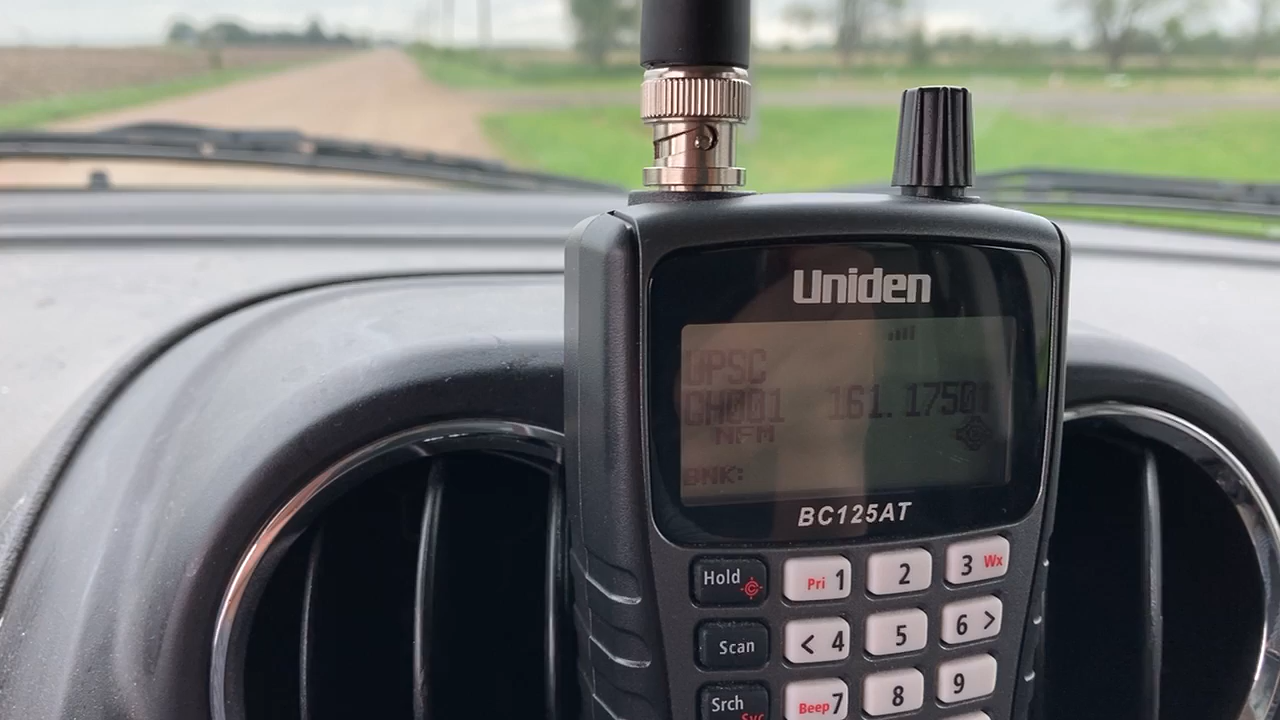 Uniden
UPSC
CH001 161.1750
NFM
BNK:
BC125AT
Hold Pri 1 2 3 Wx
Scan < 4 5 6 >
Srch Svc Beep 7 8 9